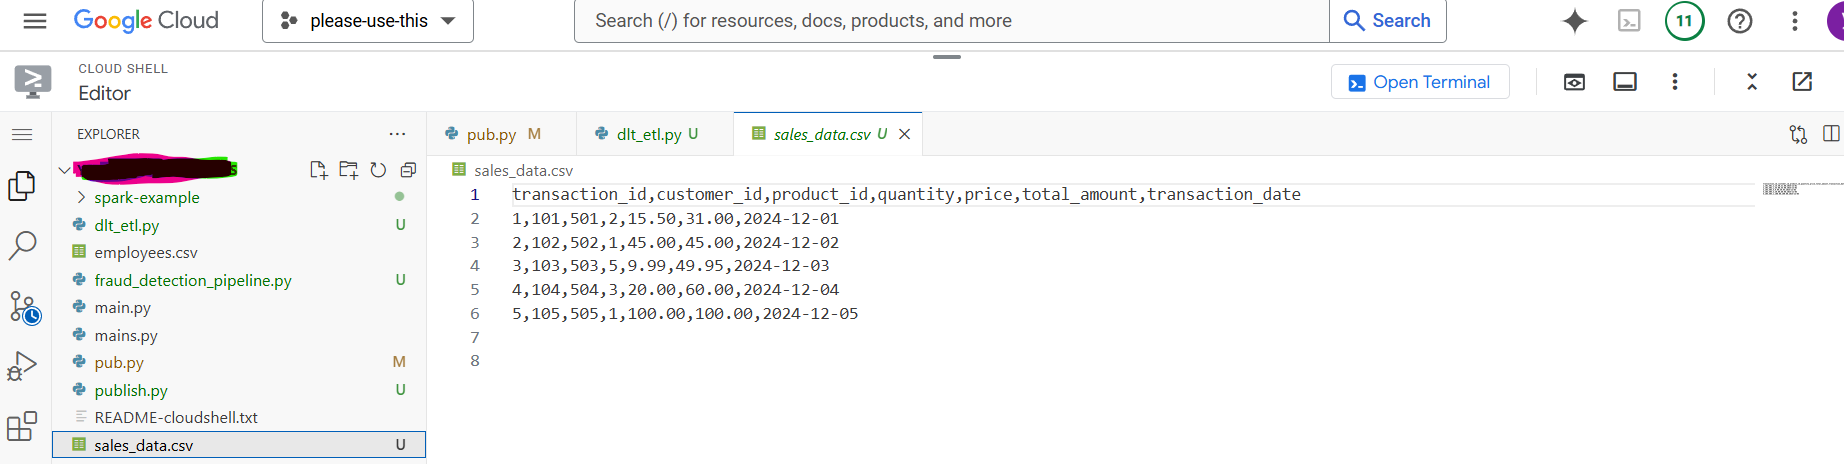 Google Cloud
please-use-this
Search (/) for resources, docs, products, and more
Search
11
CLOUD SHELL
Editor
Open Terminal
EXPLORER
spark-example
dlt_etl.py U
employees.csv
fraud_detection_pipeline.py U
main.py
mains.py
pub.py M
publish.py U
README-cloudshell.txt
sales_data.csv U
pub.py M
dlt_etl.py U
sales_data.csv U
sales_data.csv
1 transaction_id,customer_id,product_id,quantity,price,total_amount,transaction_date
2 1,101,501,2,15.50,31.00,2024-12-01
3 2,102,502,1,45.00,45.00,2024-12-02
4 3,103,503,5,9.99,49.95,2024-12-03
5 4,104,504,3,20.00,60.00,2024-12-04
6 5,105,505,1,100.00,100.00,2024-12-05
7
8